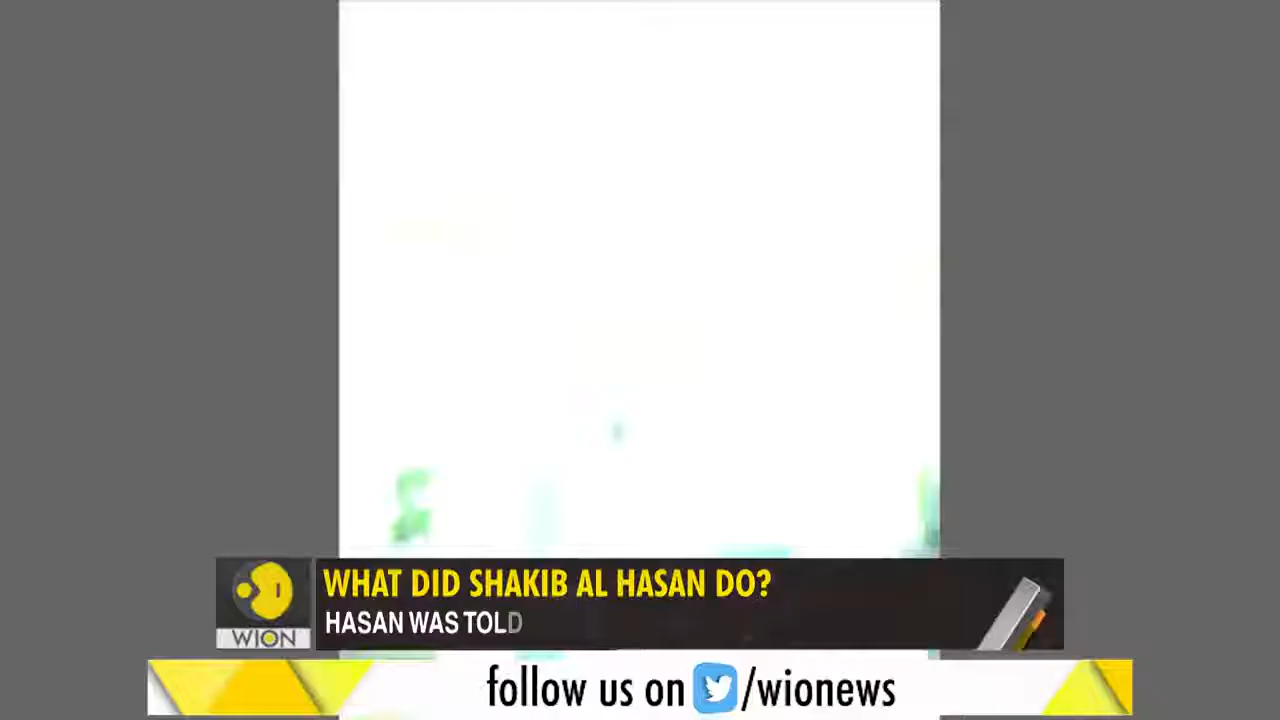 WHAT DID SHAKIB AL HASAN DO?
HASAN WAS TOLD
WION
follow us on /wionews